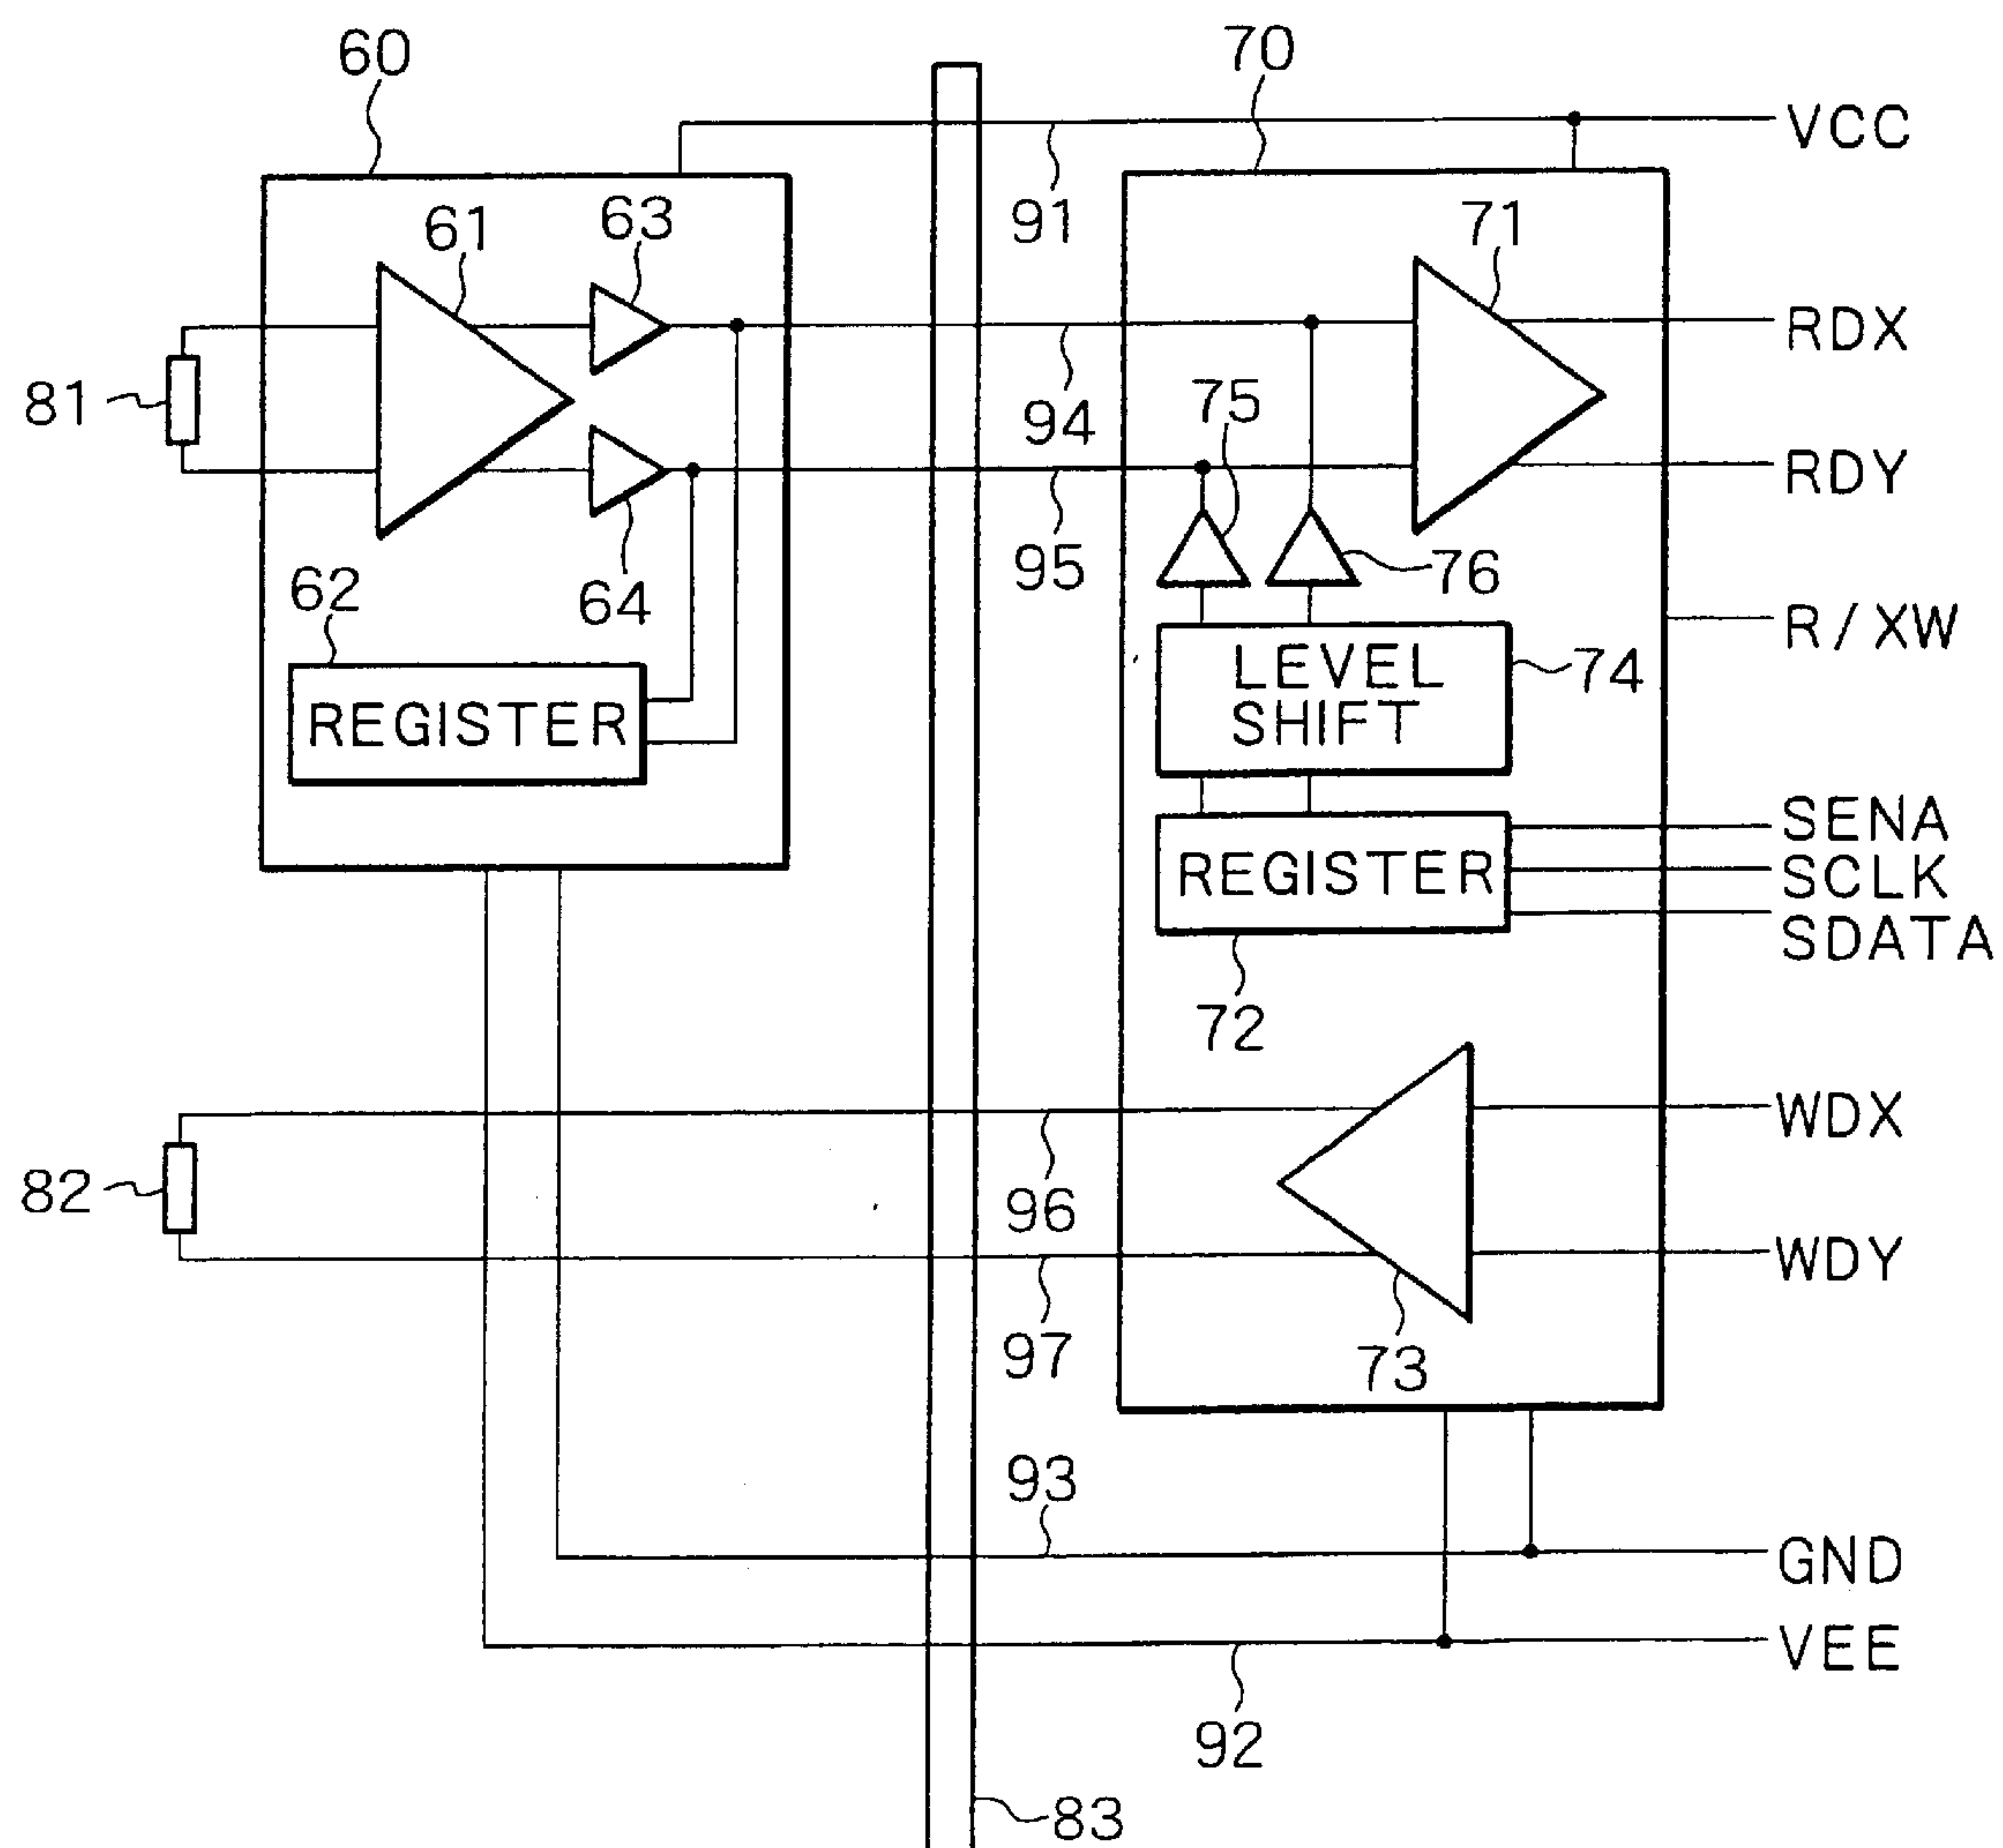 60
70
VCC
91
61
63
71
RDX
81
94
75
RDY
95
76
62
64
R/XW
REGISTER
LEVEL
SHIFT
74
SENA
REGISTER
SCLK
SDATA
72
WDX
82
96
WDY
97
73
93
GND
VEE
92
83